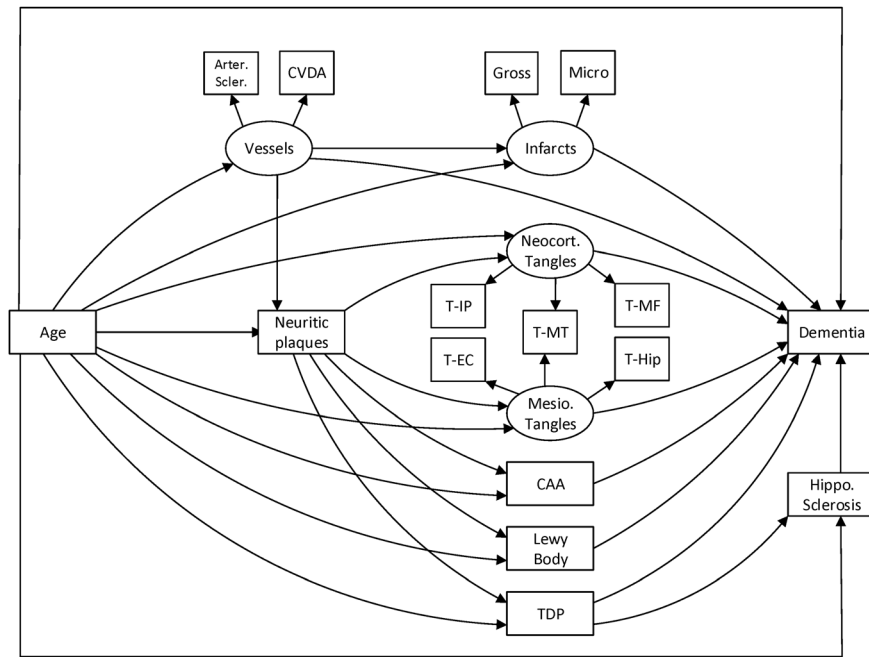 Arter.
Scler.
CVDA
Gross
Micro
Vessels
Infarcts
Neocort.
Tangles
T-IP
T-MF
Age
Neuritic
plaques
T-MT
Dementia
T-EC
T-Hip
Mesio.
Tangles
CAA
Hippo.
Sclerosis
Lewy
Body
TDP